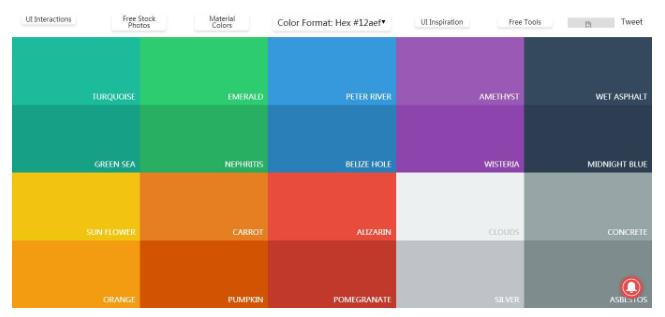 UI Interactions
Free Stock
Photos
Material
Colors
Color Format: Hex #12aef
UI Inspiration
Free Tools
Tweet
TURQUOISE
EMERALD
PETER RIVER
AMETHYST
WET ASPHALT
GREEN SEA
NEPHRITIS
BELIZE HOLE
WISTERIA
MIDNIGHT BLUE
SUN FLOWER
CARROT
ALIZARIN
CLOUDS
CONCRETE
ORANGE
PUMPKIN
POMEGRANATE
SILVER
ASBESTOS